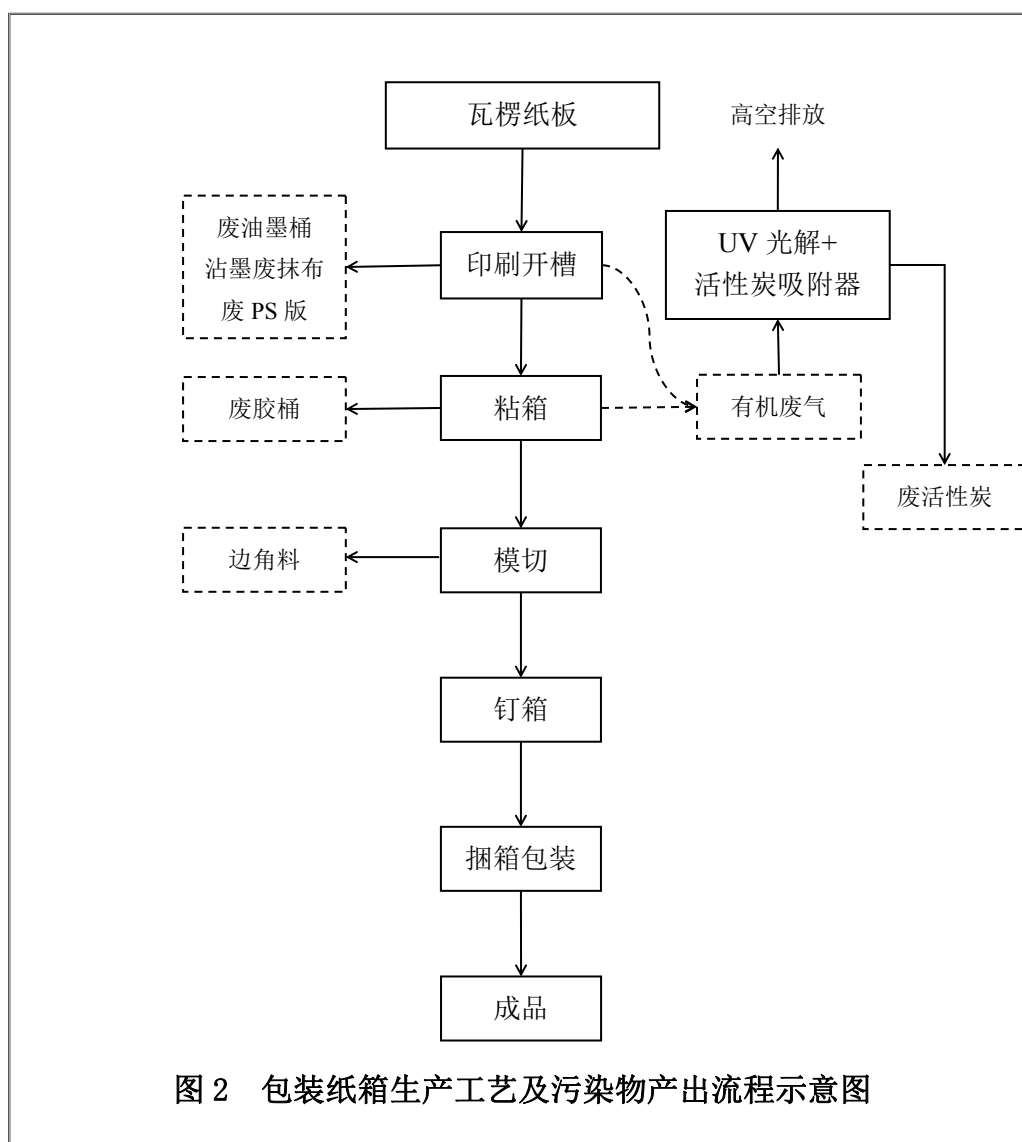 瓦楞纸板
高空排放
废油墨桶
沾墨废抹布
废 PS 版
印刷开槽
UV 光解+
活性炭吸附器
废胶桶
粘箱
有机废气
废活性炭
边角料
模切
钉箱
捆箱包装
成品
图 2 包装纸箱生产工艺及污染物产出流程示意图